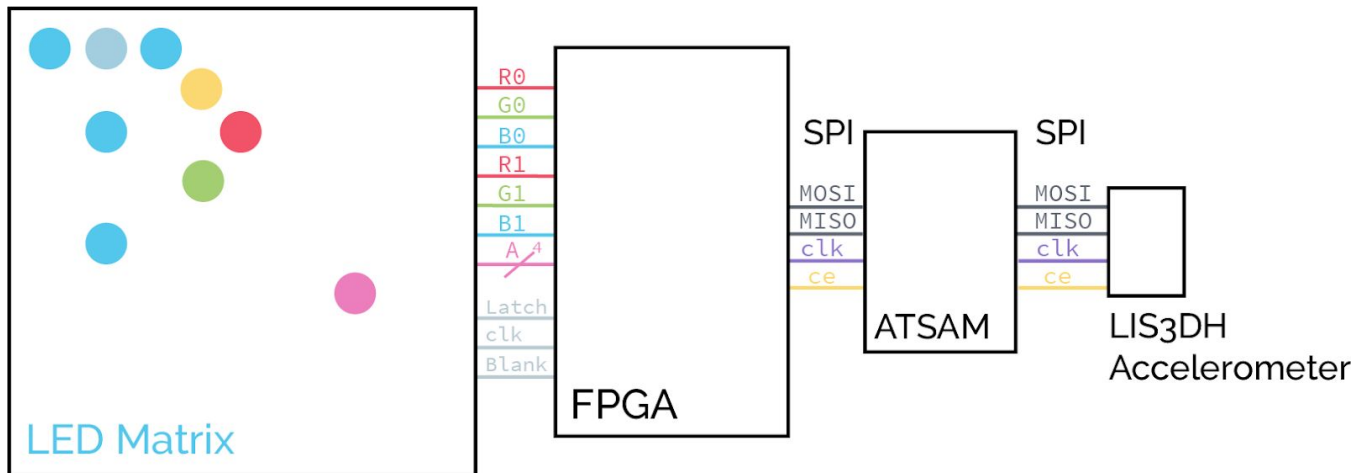 R0
G0
B0
R1
G1
B1
A 4
Latch
clk
Blank
LED Matrix
FPGA
SPI
MOSI
MISO
clk
ce
ATSAM
SPI
MOSI
MISO
clk
ce
LIS3DH
Accelerometer